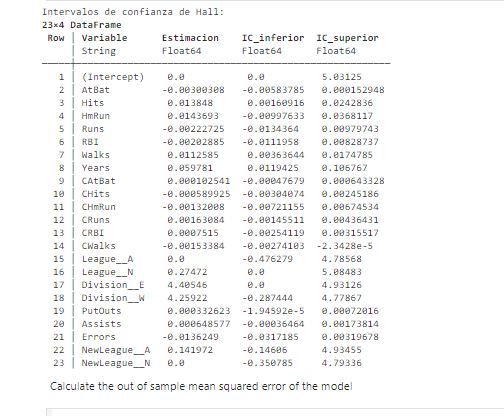 Intervalos de confianza de Hall:
23×4 DataFrame
Row Variable Estimacion IC_inferior IC_superior
String Float64 Float64 Float64
1 (Intercept) 0.0 0.0 5.03125
2 AtBat -0.00300308 -0.00583785 0.000152948
3 Hits 0.013848 0.00160916 0.0242836
4 HmRun 0.0143693 -0.00997633 0.0368117
5 Runs -0.00222725 -0.0134364 0.00979743
6 RBI -0.00202885 -0.0111958 0.00828737
7 Walks 0.0112585 0.00363644 0.0174785
8 Years 0.059781 0.0119425 0.106767
9 CAtBat 0.000102541 -0.00047679 0.000643328
10 CHits -0.000589925 -0.00304074 0.00245186
11 CHmRun -0.00132008 -0.00721155 0.00674534
12 CRuns 0.00163084 -0.00145511 0.00436431
13 CRBI 0.0007515 -0.00254119 0.00315517
14 CWalks -0.00153384 -0.00274103 -2.3428e-5
15 League__A 0.0 -0.476279 4.78568
16 League__N 0.27472 0.0 5.08483
17 Division__E 4.40546 0.0 4.93126
18 Division__W 4.25922 -0.287444 4.77867
19 PutOuts 0.000332623 -1.94592e-5 0.00072016
20 Assists 0.000648577 -0.00036464 0.00173814
21 Errors -0.0136249 -0.0317185 0.00319678
22 NewLeague__A 0.141972 -0.14606 4.93455
23 NewLeague__N 0.0 -0.350785 4.79336
Calculate the out of sample mean squared error of the model